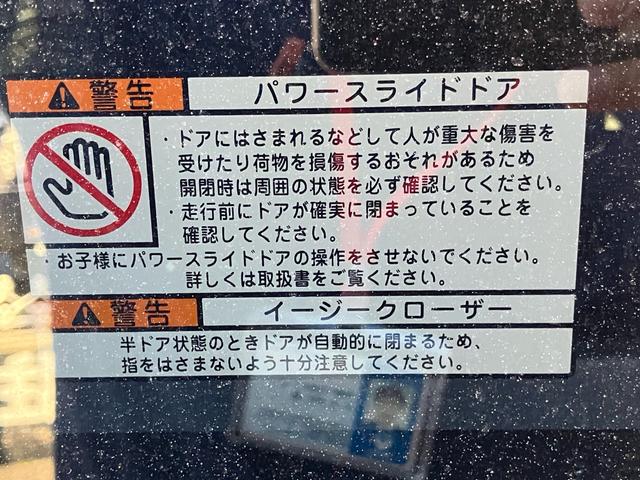 警告 パワースライドドア
・ドアにはさまれるなどして人が重大な傷害を
受けたり荷物を損傷するおそれがあるため
開閉時は周囲の状態を必ず確認してください。
・走行前にドアが確実に閉まっていることを
確認してください。
・お子様にパワースライドドアの操作をさせないでください。
詳しくは取扱書をご覧ください。
警告 イージークローザー
半ドア状態のときドアが自動的に閉まるため、
指をはさまないよう十分注意してください。